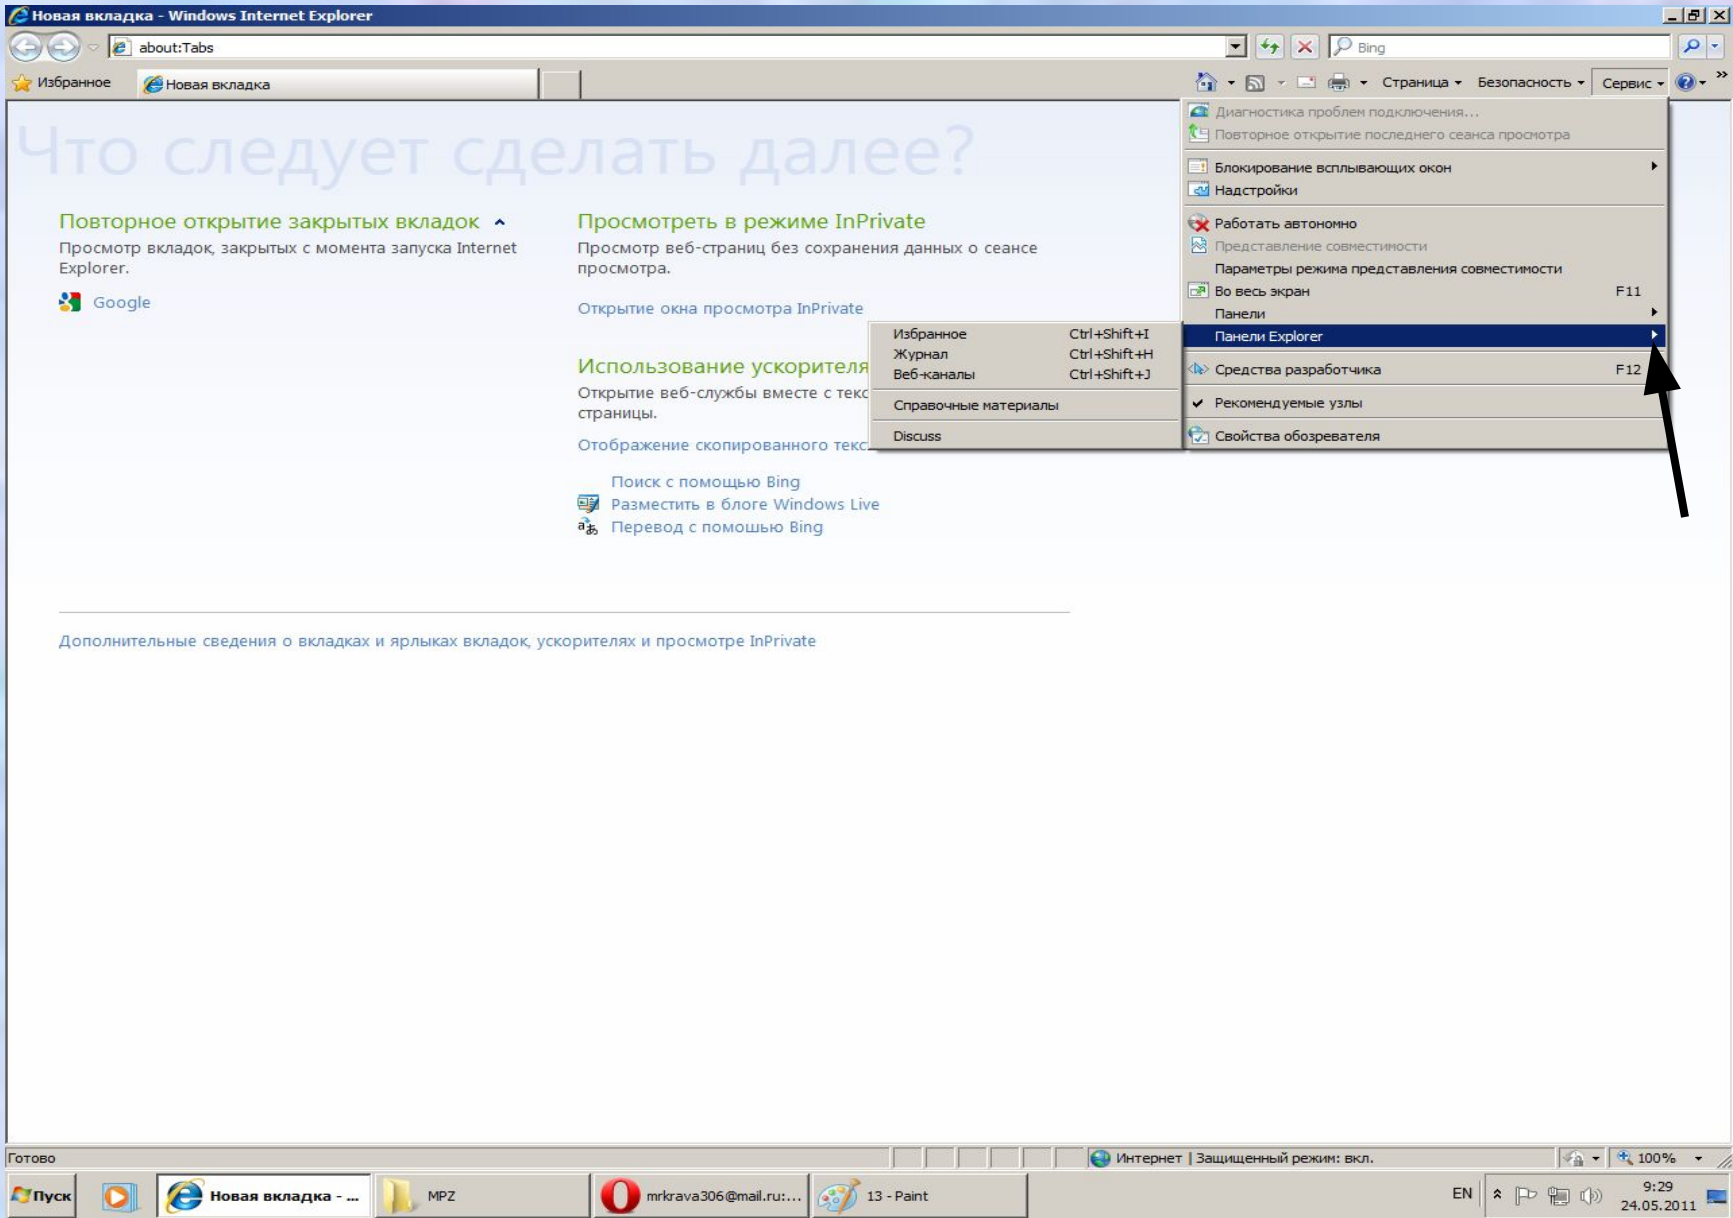 Новая вкладка - Windows Internet Explorer
about:Tabs
Bing
Избранное
Новая вкладка
Страница
Безопасность
Сервис
»
Что следует сделать далее?
Повторное открытие закрытых вкладок
Просмотр вкладок, закрытых с момента запуска Internet
Explorer.
Google
Просмотреть в режиме InPrivate
Просмотр веб-страниц без сохранения данных о сеансе
просмотра.
Открытие окна просмотра InPrivate
Использование ускорителя
Открытие веб-службы вместе с текс
страницы.
Отображение скопированного текс
Поиск с помощью Bing
Разместить в блоге Windows Live
Перевод с помошью Bing
Дополнительные сведения о вкладках и ярлыках вкладок, ускорителях и просмотре InPrivate
Диагностика проблем подключения...
Повторное открытие последнего сеанса просмотра
Блокирование всплывающих окон
Надстройки
Работать автономно
Представление совместимости
Параметры режима представления совместимости
Во весь экран F11
Панели
Панели Explorer
Средства разработчика F12
Рекомендуемые узлы
Свойства обозревателя
Избранное Ctrl+Shift+I
Журнал Ctrl+Shift+H
Веб-каналы Ctrl+Shift+J
Справочные материалы
Discuss
Готово
Интернет | Защищенный режим: вкл.
100%
Пуск
Новая вкладка - ...
MPZ
mrkrava306@mail.ru:...
13 - Paint
EN
9:29
24.05.2011